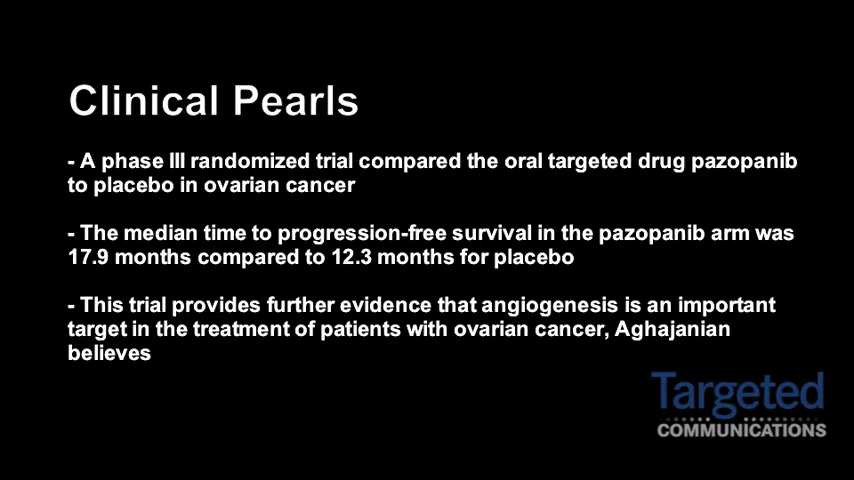 Clinical Pearls
- A phase III randomized trial compared the oral targeted drug pazopanib
to placebo in ovarian cancer
- The median time to progression-free survival in the pazopanib arm was
17.9 months compared to 12.3 months for placebo
- This trial provides further evidence that angiogenesis is an important
target in the treatment of patients with ovarian cancer, Aghajanian
believes
Targeted
COMMUNICATIONS